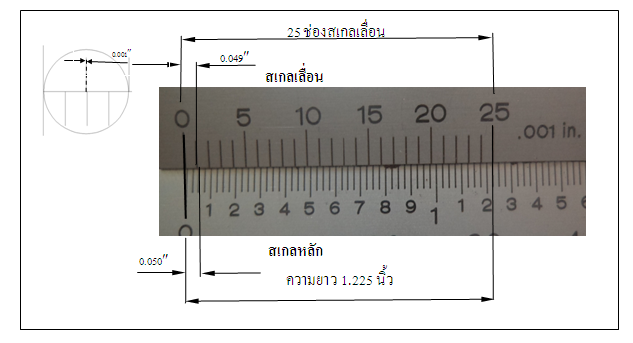 25 ช่องสเกลเลื่อน
0.001"
0.049"
สเกลเลื่อน
0 5 10 15 20 25
.001 in.
1 2 3 4 5 6 7 8 9 1 1 2 3 4 5 6
0
0.050"
สเกลหลัก
ความยาว 1.225 นิ้ว